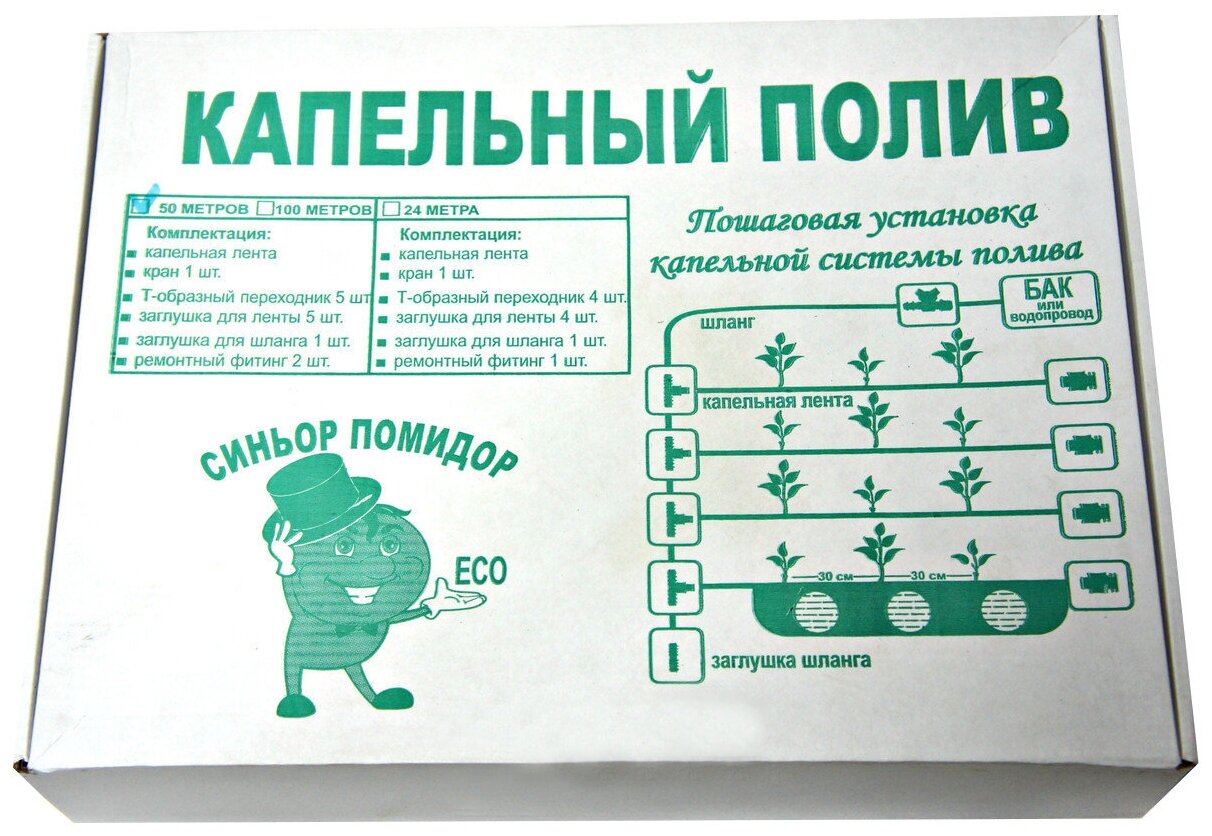 КАПЕЛЬНЫЙ ПОЛИВ
50 МЕТРОВ 100 МЕТРОВ 24 МЕТРА
Комплектация:
капельная лента
кран 1 шт.
Т-образный переходник 5 шт
заглушка для ленты 5 шт.
заглушка для шланга 1 шт.
ремонтный фитинг 2 шт.
Комплектация:
капельная лента
кран 1 шт.
Т-образный переходник 4 шт.
заглушка для ленты 4 шт.
заглушка для шланга 1 шт.
ремонтный фитинг 1 шт.
Пошаговая установка
капельной системы полива
БАК
или
водопровод
шланг
капельная лента
30 см 30 см
заглушка шланга
СИНЬОР ПОМИДОР
ECO